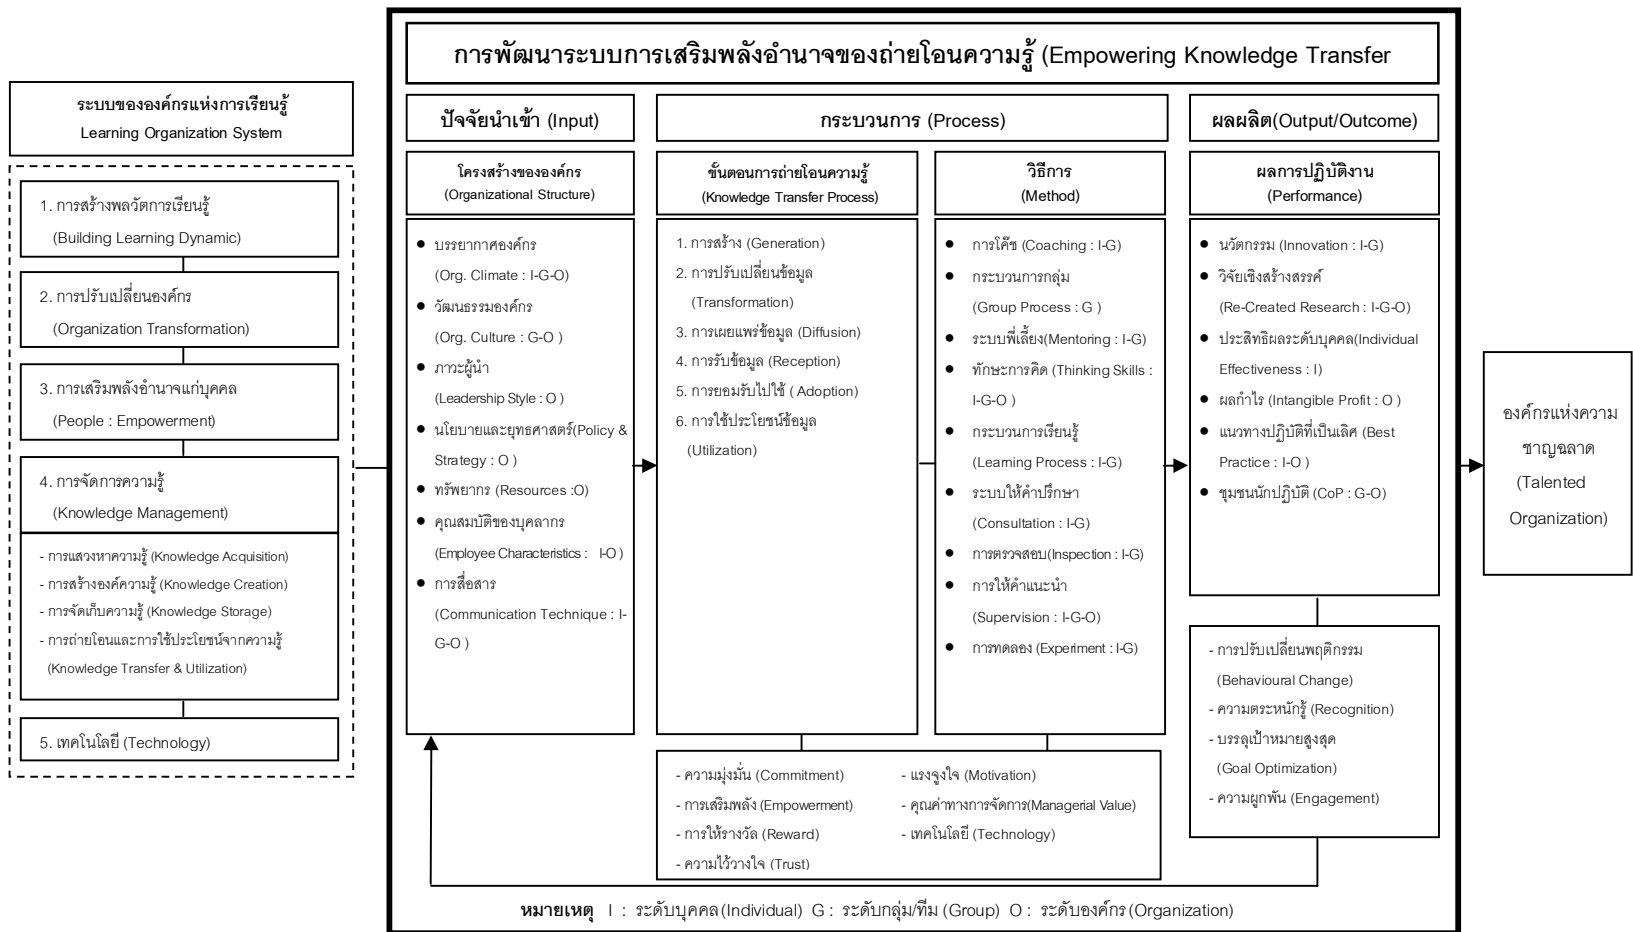 การพัฒนาระบบการเสริมพลังอำนาจของถ่ายโอนความรู้ (Empowering Knowledge Transfer
ระบบขององค์กรแห่งการเรียนรู้
Learning Organization System
1. การสร้างพลวัตการเรียนรู้
(Building Learning Dynamic)
2. การปรับเปลี่ยนองค์กร
(Organization Transformation)
3. การเสริมพลังอำนาจแก่บุคคล
(People : Empowerment)
4. การจัดการความรู้
(Knowledge Management)
- การแสวงหาความรู้ (Knowledge Acquisition)
- การสร้างองค์ความรู้ (Knowledge Creation)
- การจัดเก็บความรู้ (Knowledge Storage)
- การถ่ายโอนและการใช้ประโยชน์จากความรู้
(Knowledge Transfer & Utilization)
5. เทคโนโลยี (Technology)
ปัจจัยนำเข้า (Input)
โครงสร้างขององค์กร
(Organizational Structure)
● บรรยากาศองค์กร
(Org. Climate : I-G-O)
● วัฒนธรรมองค์กร
(Org. Culture : G-O )
● ภาวะผู้นำ
(Leadership Style : O )
● นโยบายและยุทธศาสตร์(Policy &
Strategy : O )
● ทรัพยากร (Resources :O)
● คุณสมบัติของบุคลากร
(Employee Characteristics : I-O )
● การสื่อสาร
(Communication Technique : I-
G-O )
กระบวนการ (Process)
ขั้นตอนการถ่ายโอนความรู้
(Knowledge Transfer Process)
1. การสร้าง (Generation)
2. การปรับเปลี่ยนข้อมูล
(Transformation)
3. การเผยแพร่ข้อมูล (Diffusion)
4. การรับข้อมูล (Reception)
5. การยอมรับไปใช้ ( Adoption)
6. การใช้ประโยชน์ข้อมูล
(Utilization)
วิธีการ
(Method)
● การโค๊ช (Coaching : I-G)
● กระบวนการกลุ่ม
(Group Process : G )
● ระบบพี่เลี้ยง(Mentoring : I-G)
● ทักษะการคิด (Thinking Skills :
I-G-O )
● กระบวนการเรียนรู้
(Learning Process : I-G)
● ระบบให้คำปรึกษา
(Consultation : I-G)
● การตรวจสอบ(Inspection : I-G)
● การให้คำแนะนำ
(Supervision : I-G-O)
● การทดลอง (Experiment : I-G)
- ความมุ่งมั่น (Commitment)
- การเสริมพลัง (Empowerment)
- การให้รางวัล (Reward)
- ความไว้วางใจ (Trust)
- แรงจูงใจ (Motivation)
- คุณค่าทางการจัดการ(Managerial Value)
- เทคโนโลยี (Technology)
ผลผลิต(Output/Outcome)
ผลการปฏิบัติงาน
(Performance)
● นวัตกรรม (Innovation : I-G)
● วิจัยเชิงสร้างสรรค์
(Re-Created Research : I-G-O)
● ประสิทธิผลระดับบุคคล(Individual
Effectiveness : I)
● ผลกำไร (Intangible Profit : O )
● แนวทางปฏิบัติที่เป็นเลิศ (Best
Practice : I-O )
● ชุมชนนักปฏิบัติ (CoP : G-O)
- การปรับเปลี่ยนพฤติกรรม
(Behavioural Change)
- ความตระหนักรู้ (Recognition)
- บรรลุเป้าหมายสูงสุด
(Goal Optimization)
- ความผูกพัน (Engagement)
องค์กรแห่งความ
ชาญฉลาด
(Talented
Organization)
หมายเหตุ I : ระดับบุคคล(Individual) G : ระดับกลุ่ม/ทีม (Group) O : ระดับองค์กร(Organization)